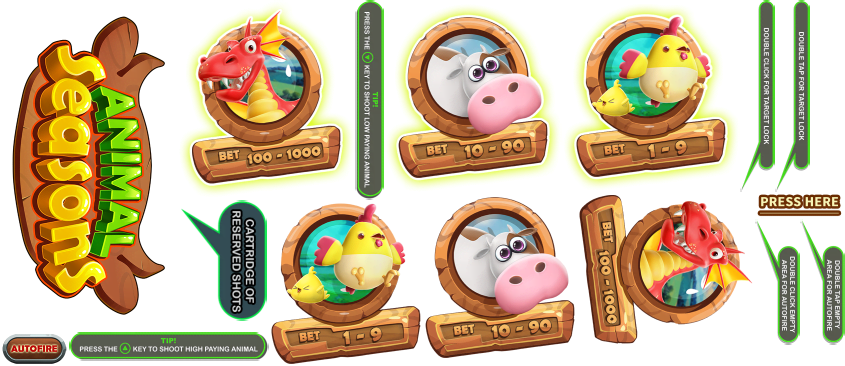 ANIMAL
Seasons
BET 100 - 1000
TIP!
PRESS THE KEY TO SHOOT LOW PAYING ANIMAL
BET 10 - 90
BET 1 - 9
DOUBLE CLICK FOR TARGET LOCK
DOUBLE TAP FOR TARGET LOCK
PRESS HERE
CARTRIDGE OF
RESERVED SHOTS
BET 1 - 9
BET 10 - 90
BET
100 - 1000
DOUBLE CLICK EMPTY
AREA FOR AUTOFIRE
DOUBLE TAP EMPTY
AREA FOR AUTOFIRE
AUTOFIRE
TIP!
PRESS THE KEY TO SHOOT HIGH PAYING ANIMAL